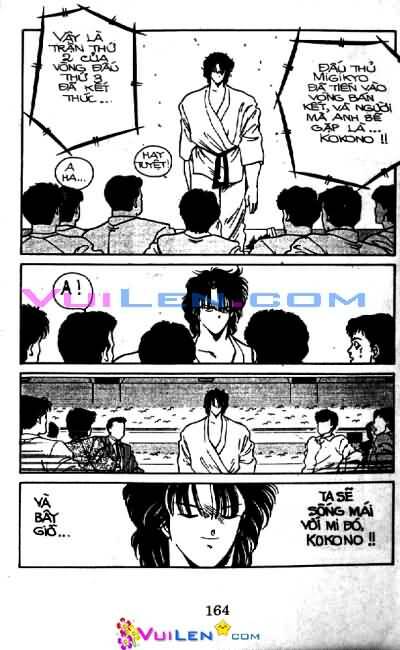 VẬY LÀ
TRẬN THỨ
2 CỦA
VÒNG ĐẤU
THỨ 3
ĐÃ KẾT
THÚC...
ĐẤU THỦ
MIGIKYO
ĐÃ TIẾN VÀO
VÒNG BÁN
KẾT, VÀ NGƯỜI
MÀ ANH SẼ
GẶP LÀ...
KOKONO !!
A
HA...
HAY
TUYỆT!
A!
VUILEN.COM
VÀ
BÂY
GIỜ...
TA SẼ
SỐNG MÁI
VỚI MI ĐÓ,
KOKONO !!
164
VUILEN.COM